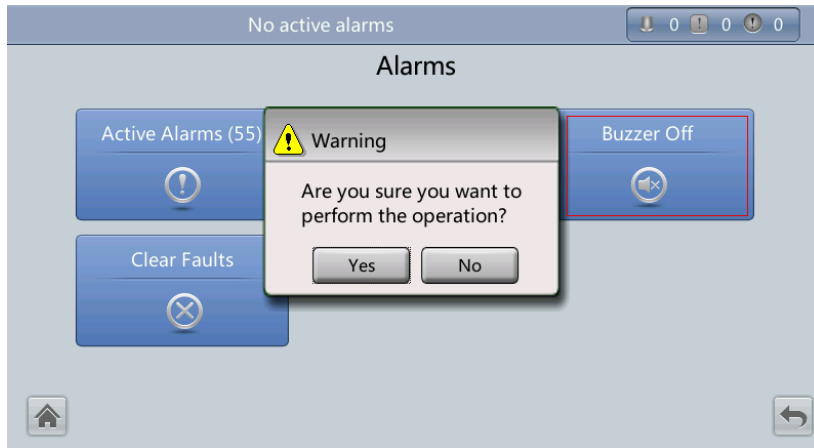 No active alarms
0 0 0
Alarms
Active Alarms (55)
Buzzer Off
Warning
Are you sure you want to
perform the operation?
Clear Faults
Yes
No